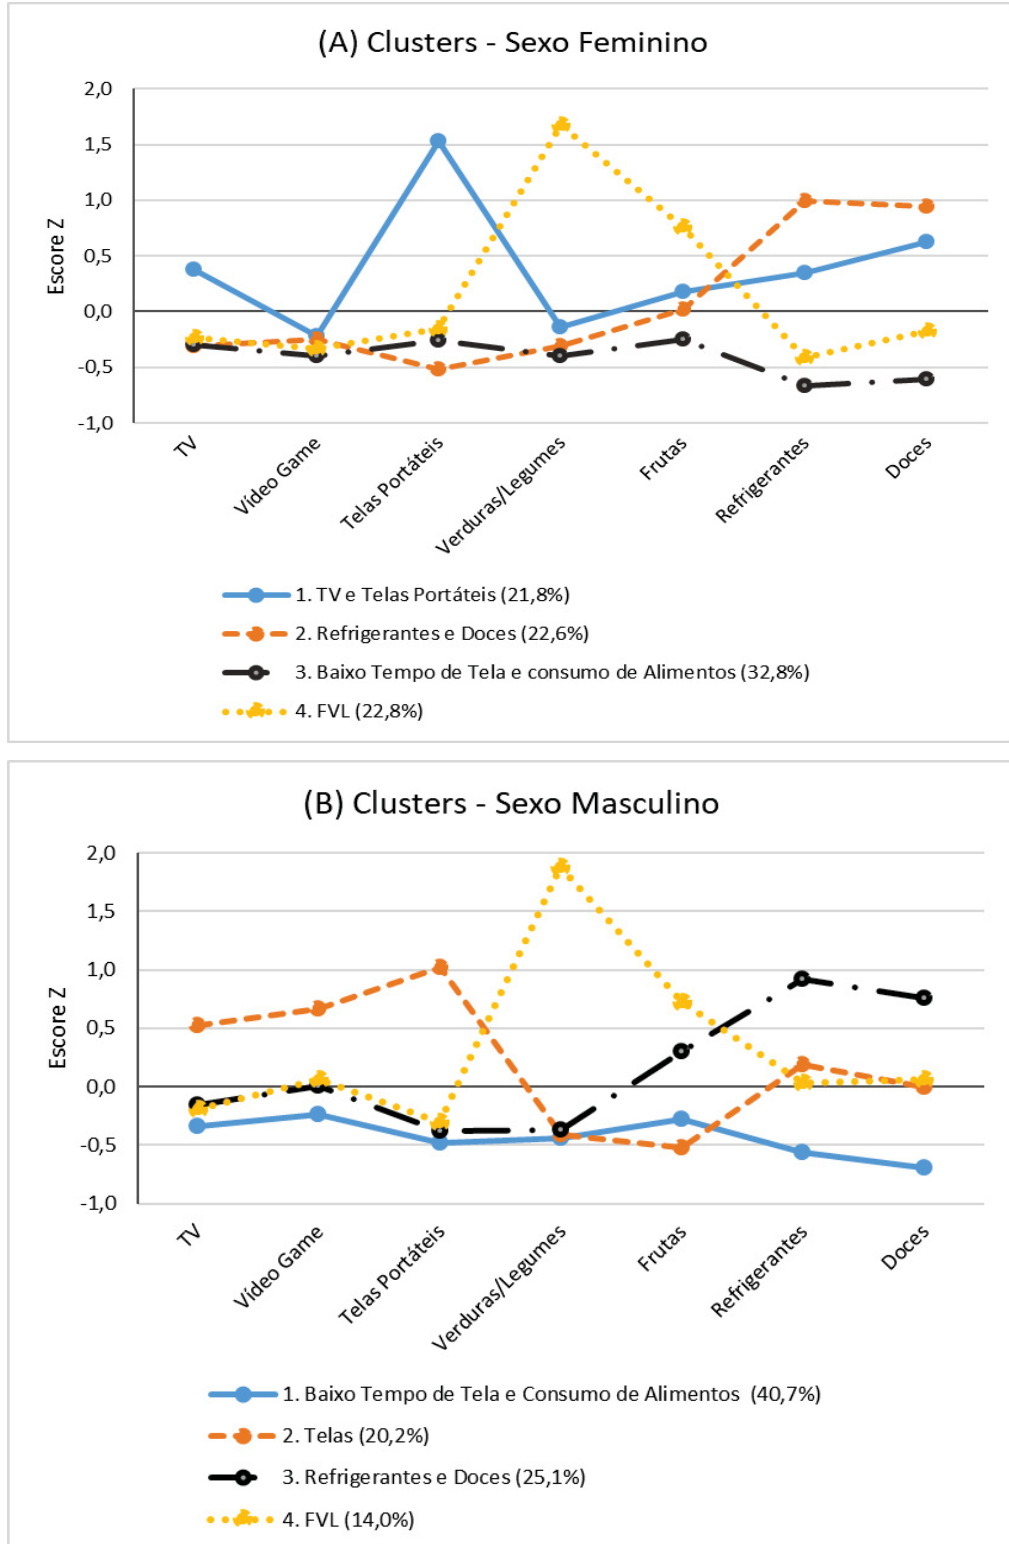 (A) Clusters - Sexo Feminino
2,0
1,5
1,0
0,5
0,0
-0,5
-1,0
Escore Z
TV
Vídeo Game
Telas Portáteis
Verduras/Legumes
Frutas
Refrigerantes
Doces
1. TV e Telas Portáteis (21,8%)
2. Refrigerantes e Doces (22,6%)
3. Baixo Tempo de Tela e consumo de Alimentos (32,8%)
4. FVL (22,8%)
(B) Clusters - Sexo Masculino
2,0
1,5
1,0
0,5
0,0
-0,5
-1,0
Escore Z
TV
Vídeo Game
Telas Portáteis
Verduras/Legumes
Frutas
Refrigerantes
Doces
1. Baixo Tempo de Tela e Consumo de Alimentos (40,7%)
2. Telas (20,2%)
3. Refrigerantes e Doces (25,1%)
4. FVL (14,0%)